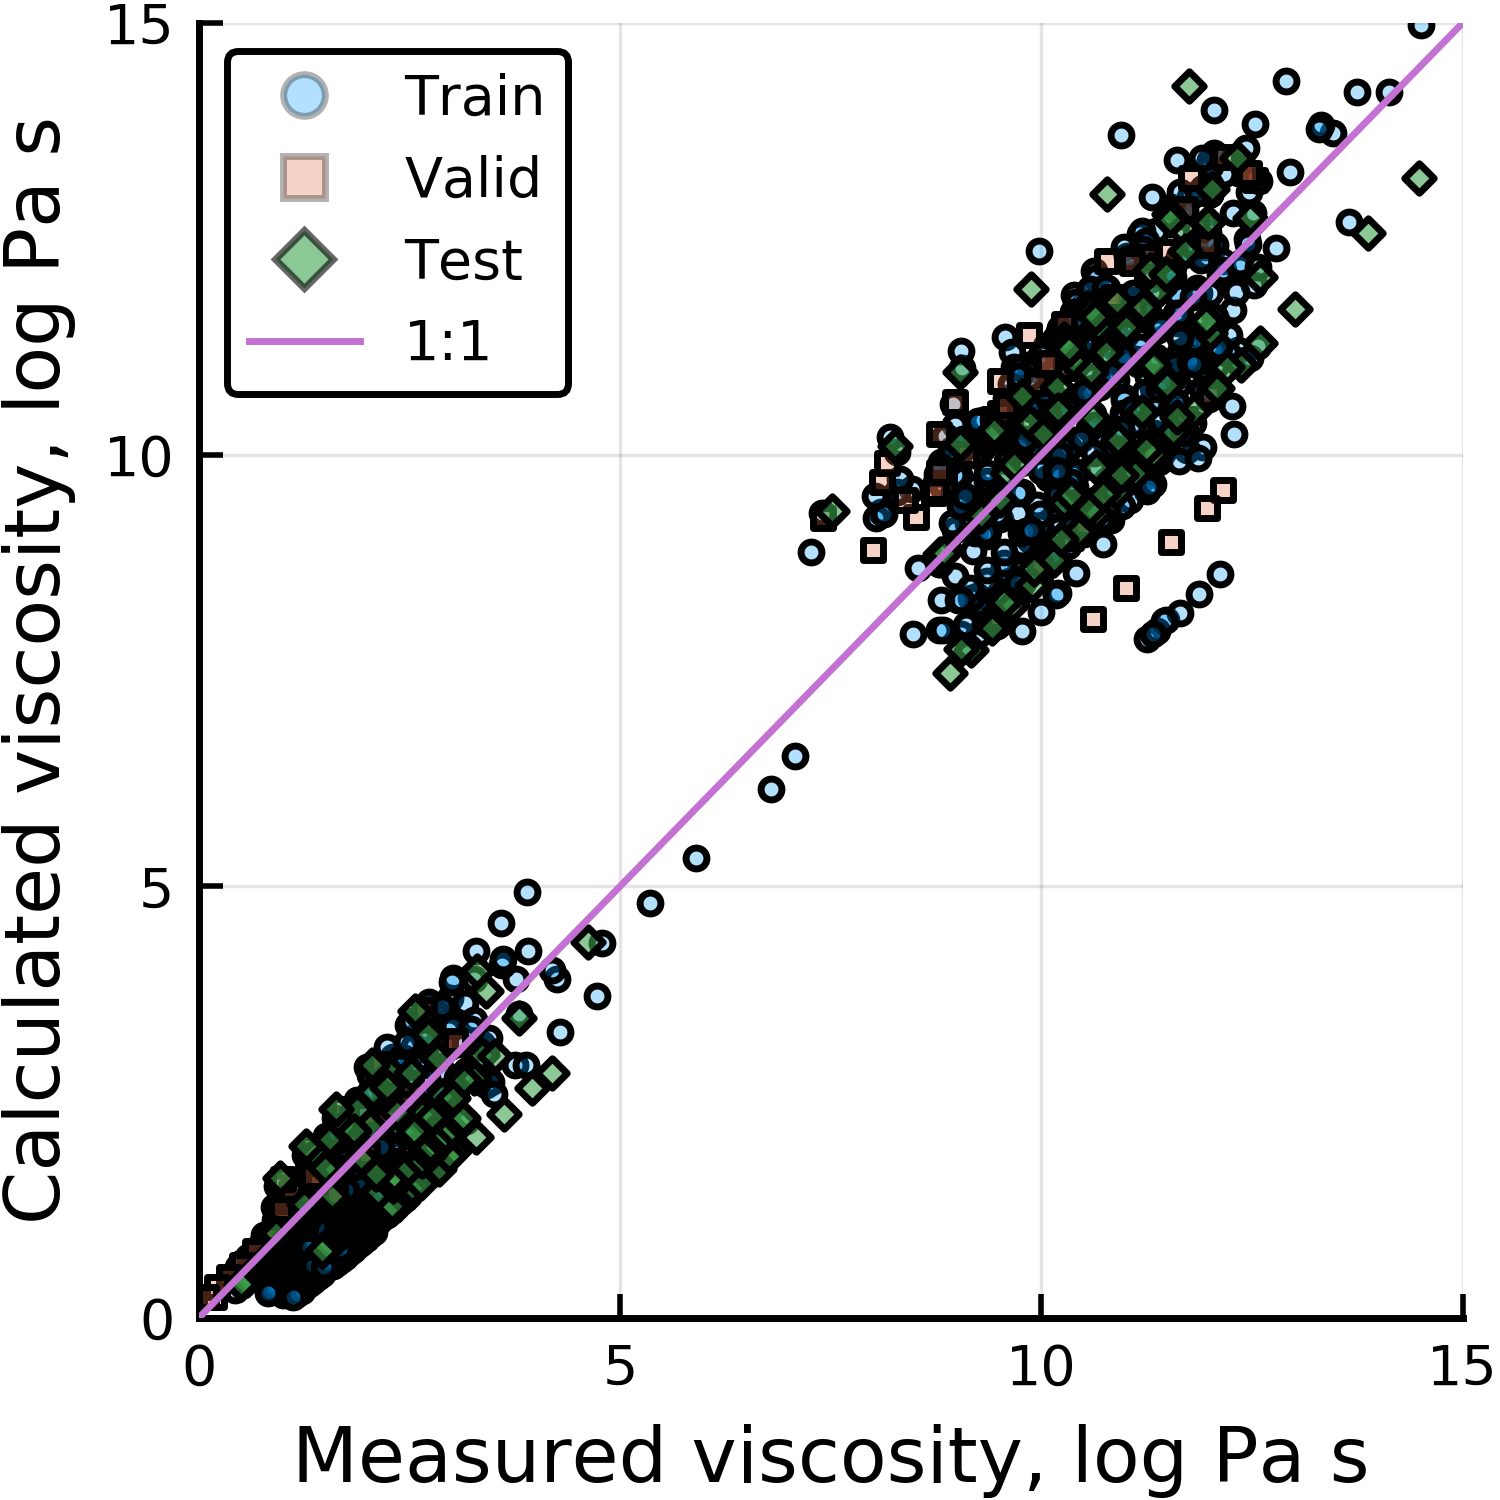 Calculated viscosity, log Pa s
15
10
5
0
Train
Valid
Test
1:1
0 5 10 15
Measured viscosity, log Pa s